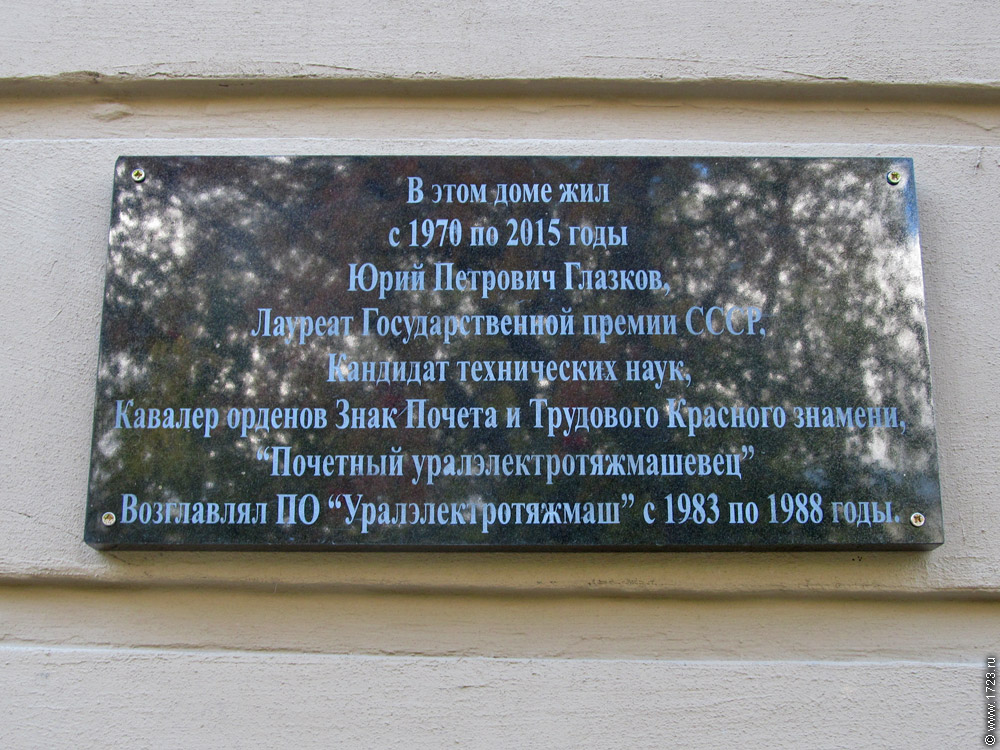 В этом доме жил
с 1970 по 2015 годы
Юрий Петрович Глазков,
Лауреат Государственной премии СССР,
Кандидат технических наук,
Кавалер орденов Знак Почета и Трудового Красного знамени,
“Почетный уралэлектротяжмашевец”
Возглавлял ПО “Уралэлектротяжмаш” с 1983 по 1988 годы.
© www.1723.ru